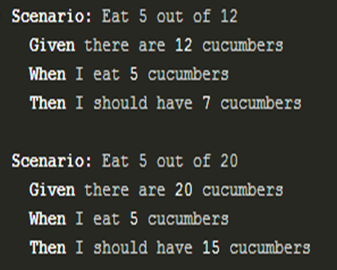 Scenario: Eat 5 out of 12
Given there are 12 cucumbers
When I eat 5 cucumbers
Then I should have 7 cucumbers
Scenario: Eat 5 out of 20
Given there are 20 cucumbers
When I eat 5 cucumbers
Then I should have 15 cucumbers